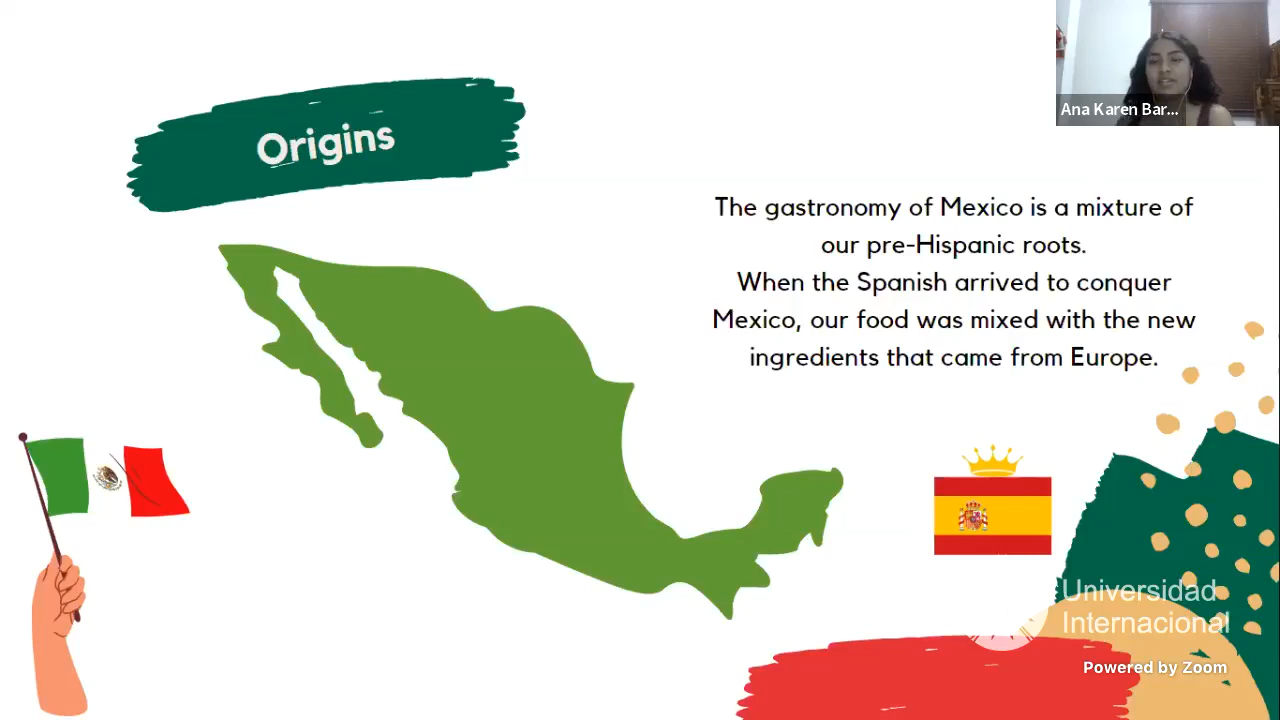 Origins
Ana Karen Bar...
The gastronomy of Mexico is a mixture of
our pre-Hispanic roots.
When the Spanish arrived to conquer
Mexico, our food was mixed with the new
ingredients that came from Europe.
Universidad
Internacional
Powered by Zoom